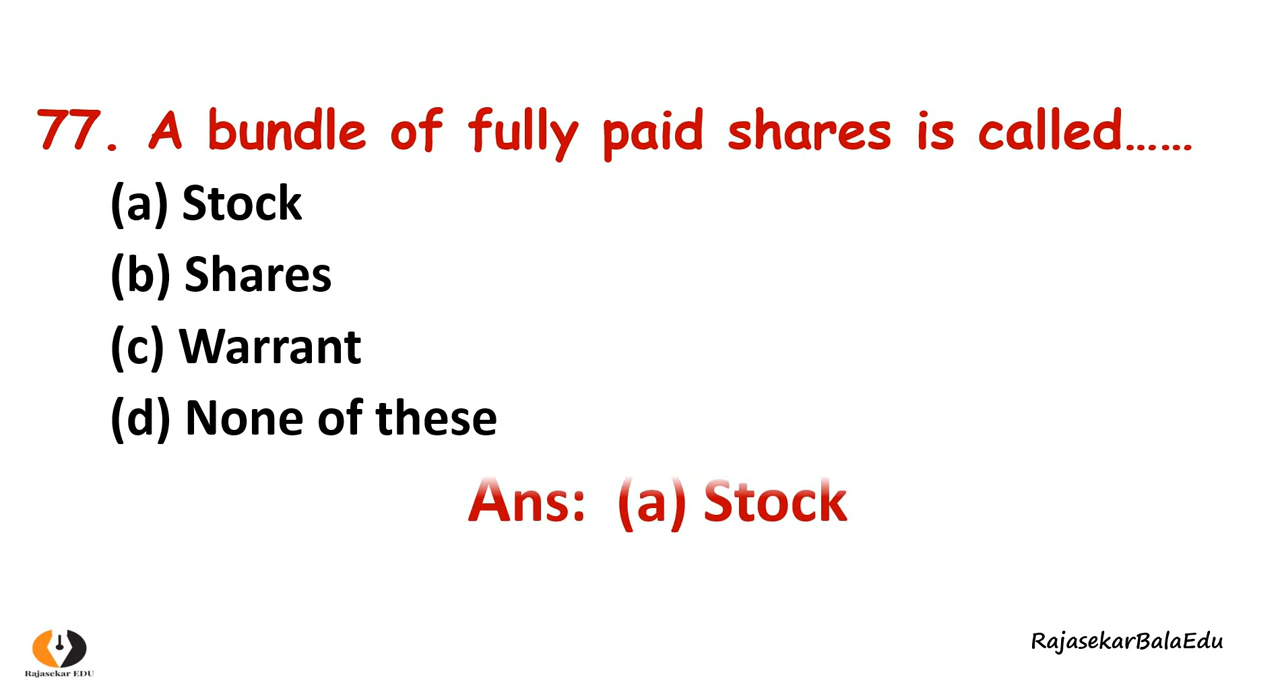 77. A bundle of fully paid shares is called......
(a) Stock
(b) Shares
(c) Warrant
(d) None of these
Ans: (a) Stock
Rajasekar EDU
RajasekarBalaEdu